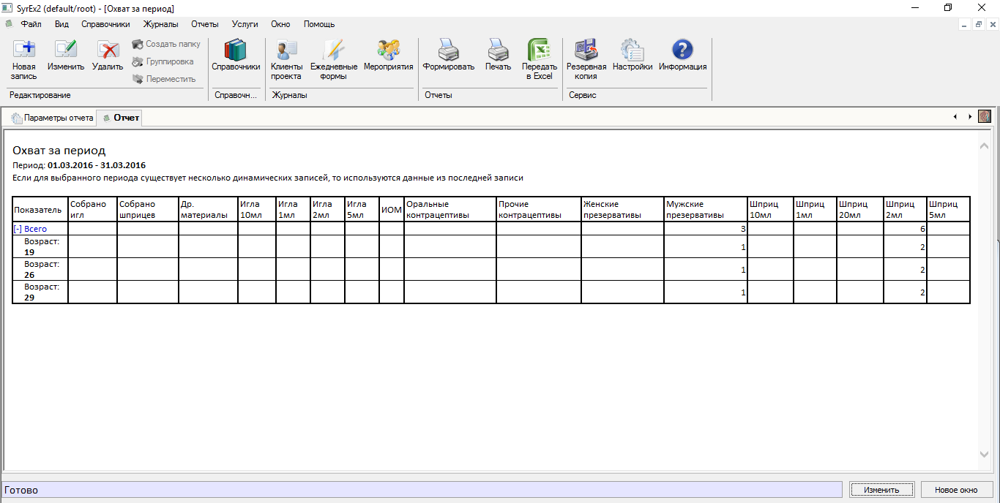 SyrEx2 (default/root) - [Охват за период]
Файл Вид Справочники Журналы Отчеты Услуги Окно Помощь
Новая запись Изменить Удалить Создать папку Группировка Переместить Справочники Клиенты проекта Ежедневные формы Мероприятия Формировать Печать Передать в Excel Резервная копия Настройки Информация
Редактирование Справочн... Журналы Отчеты Сервис
Параметры отчета Отчет
Охват за период
Период: 01.03.2016 - 31.03.2016
Если для выбранного периода существует несколько динамических записей, то используются данные из последней записи
Показатель Собрано игл Собрано шприцев Др. материалы Игла 10мл Игла 1мл Игла 2мл Игла 5мл ИОМ Оральные контрацептивы Прочие контрацептивы Женские презервативы Мужские презервативы Шприц 10мл Шприц 1мл Шприц 20мл Шприц 2мл Шприц 5мл
[-] Всего 3 6
Возраст: 19 1 2
Возраст: 26 1 2
Возраст: 29 1 2
Готово Изменить Новое окно